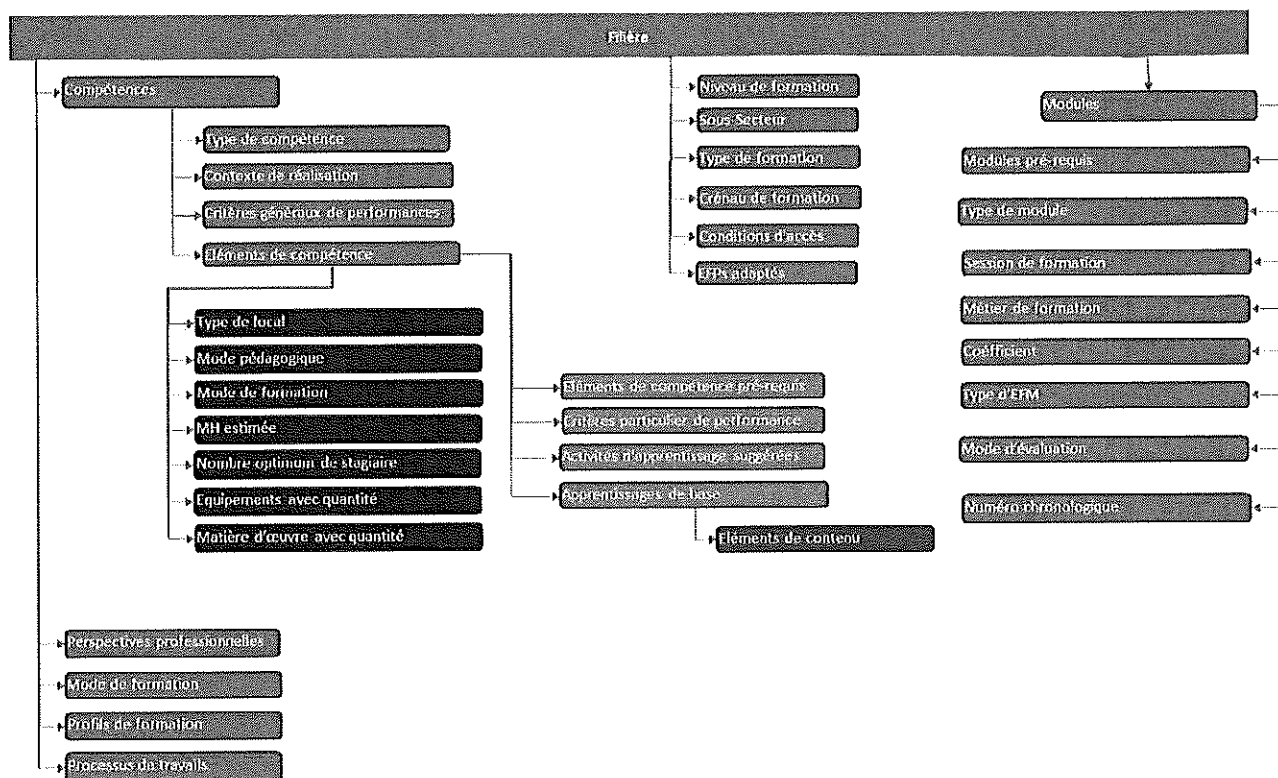 Filière
Compétences
Type de compétence
Contexte de réalisation
Critères généraux de performances
Eléments de compétence
Type de local
Mode pédagogique
Mode de formation
MH estimée
Nombre optimum de stagiaire
Equipements avec quantité
Matière d'œuvre avec quantité
Eléments de compétence pré-requis
Critères particulier de performance
Activités d'apprentissage suggérées
Apprentissages de base
Eléments de contenu
Perspectives professionnelles
Mode de formation
Profils de formation
Processus de travails
Niveau de formation
Sous Secteur
Type de formation
Crénau de formation
Conditions d'accès
EFPs adaptés
Modules
Modules pré-requis
Type de module
Session de formation
Métier de formation
Coéfficient
Type d'EFM
Mode d'évaluation
Numéro chronologique